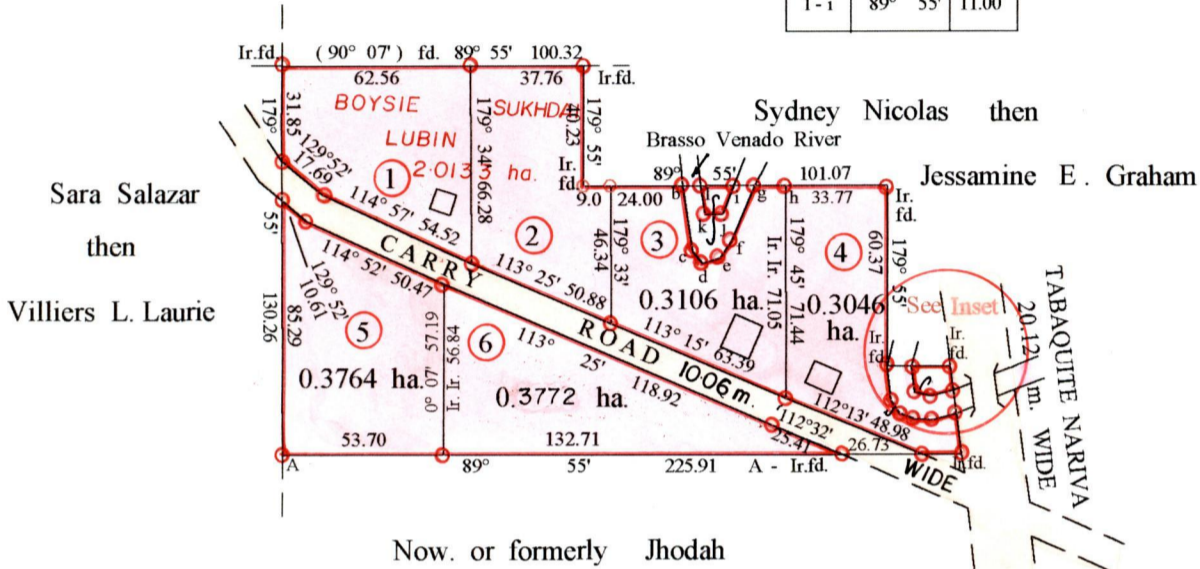 1 - i 89° 55' 11.00
Ir.fd. ( 90° 07' ) fd. 89° 55' 100.32
62.56 37.76 Ir.fd.
BOYSIE SUKHDA
LUBIN
2·0133 ha.
179° 31.85
129°52' 17.69
1
114° 57' 54.52
179° 34' 66.28
2
40.23 179° 55'
Ir. fd.
Sydney Nicolas then
Brasso Venado River
Jessamine E. Graham
89° 55' 101.07
9.0 24.00 b i g h 33.77 Ir. fd.
k j f
c d e
3
46.34 179° 33'
0.3106 ha.
Ir. Ir. 71.05
179° 45' 71.44
4
0.3046 ha.
60.37 179° 55'
See Inset
Ir. fd.
Ir. fd.
TABAQUITE NARIVA
20.12 m. WIDE
Sara Salazar
then
Villiers L. Laurie
55' 130.26
85.29
129° 52' 10.61
114° 52' 50.47
CARRY ROAD 10·06 m. WIDE
113° 25' 50.88
113° 15' 63.39
112°13' 48.98
5
0.3764 ha.
0° 07' 57.19
Ir. Ir. 56.84
6
0.3772 ha.
113° 25' 118.92
112°32' 25.41
53.70 132.71 26.73
A 89° 55' 225.91 A - Ir.fd. Ir.fd.
Now. or formerly Jhodah